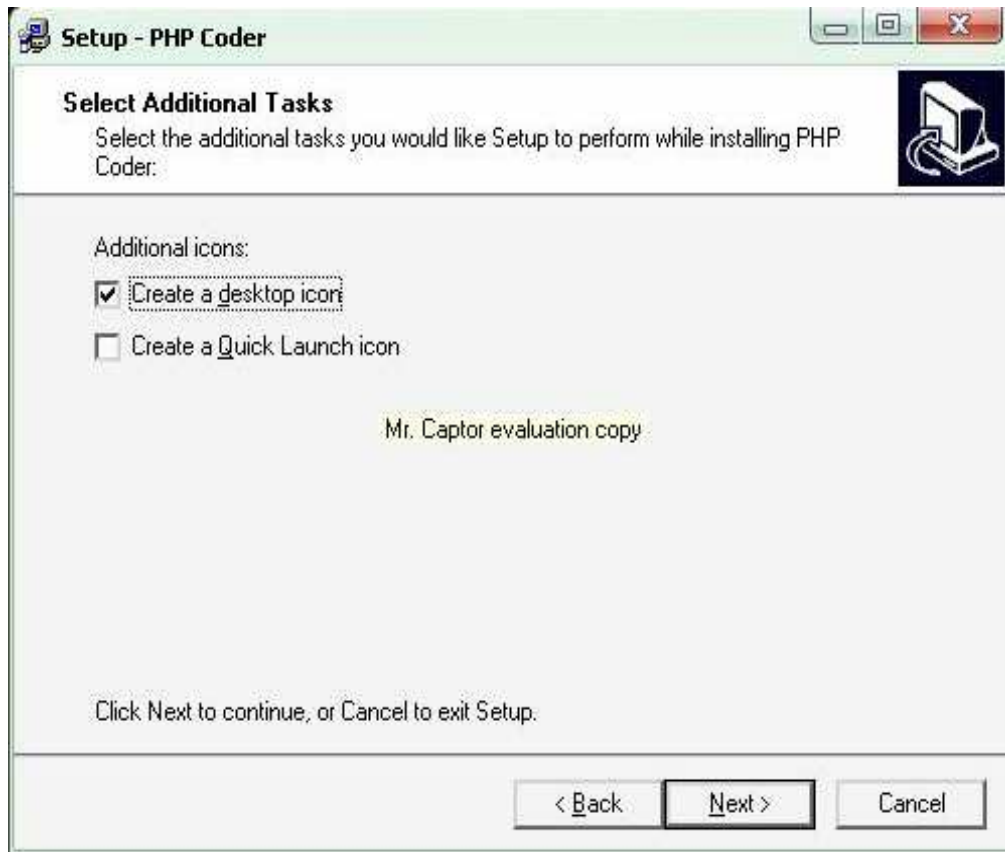 Setup - PHP Coder
Select Additional Tasks
Select the additional tasks you would like Setup to perform while installing PHP
Coder:
Additional icons:
Create a desktop icon
Create a Quick Launch icon
Mr. Captor evaluation copy
Click Next to continue, or Cancel to exit Setup.
< Back
Next >
Cancel